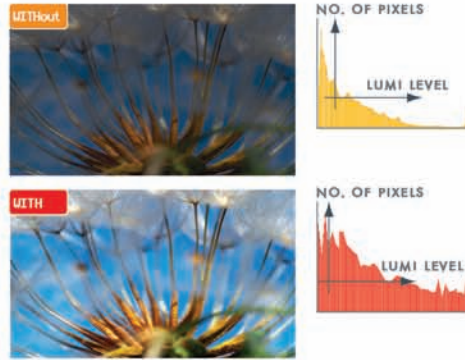 WITHout
NO. OF PIXELS
LUMI LEVEL
WITH
NO. OF PIXELS
LUMI LEVEL